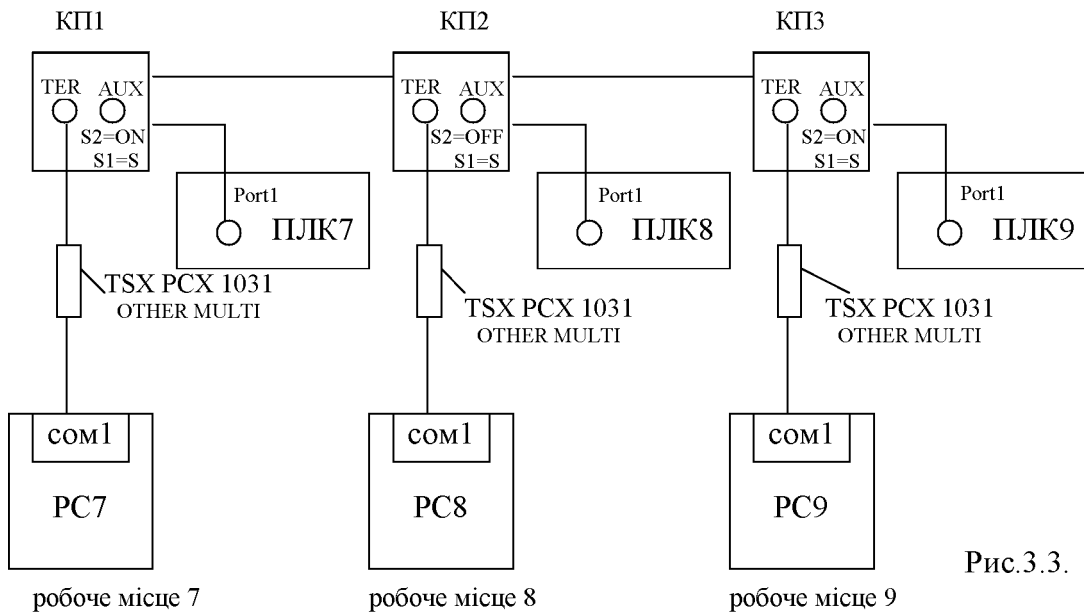 КП1
КП2
КП3
TER AUX
S2=ON
S1=S
TER AUX
S2=OFF
S1=S
TER AUX
S2=ON
S1=S
Port1
ПЛК7
Port1
ПЛК8
Port1
ПЛК9
TSX PCX 1031
OTHER MULTI
TSX PCX 1031
OTHER MULTI
TSX PCX 1031
OTHER MULTI
com1
PC7
com1
PC8
com1
PC9
Рис.3.3.
робоче місце 7
робоче місце 8
робоче місце 9